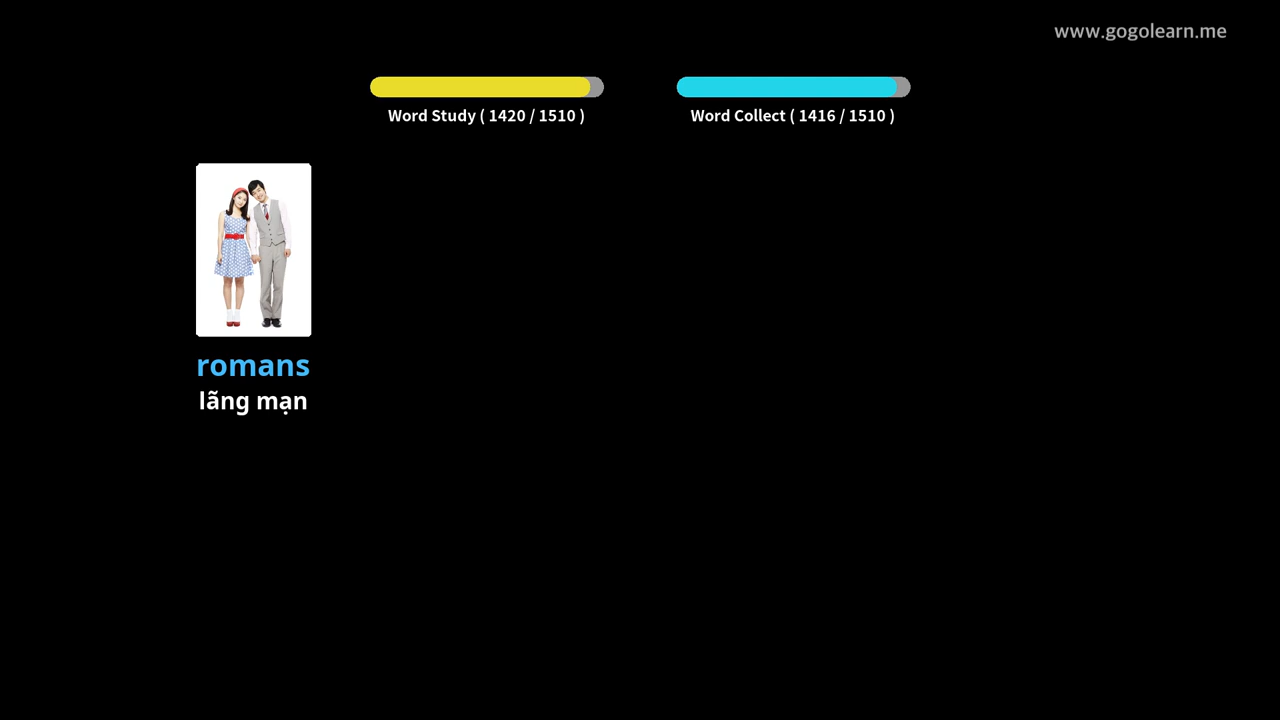 www.gogolearn.me
Word Study ( 1420 / 1510 )
Word Collect ( 1416 / 1510 )
romans
lãng mạn